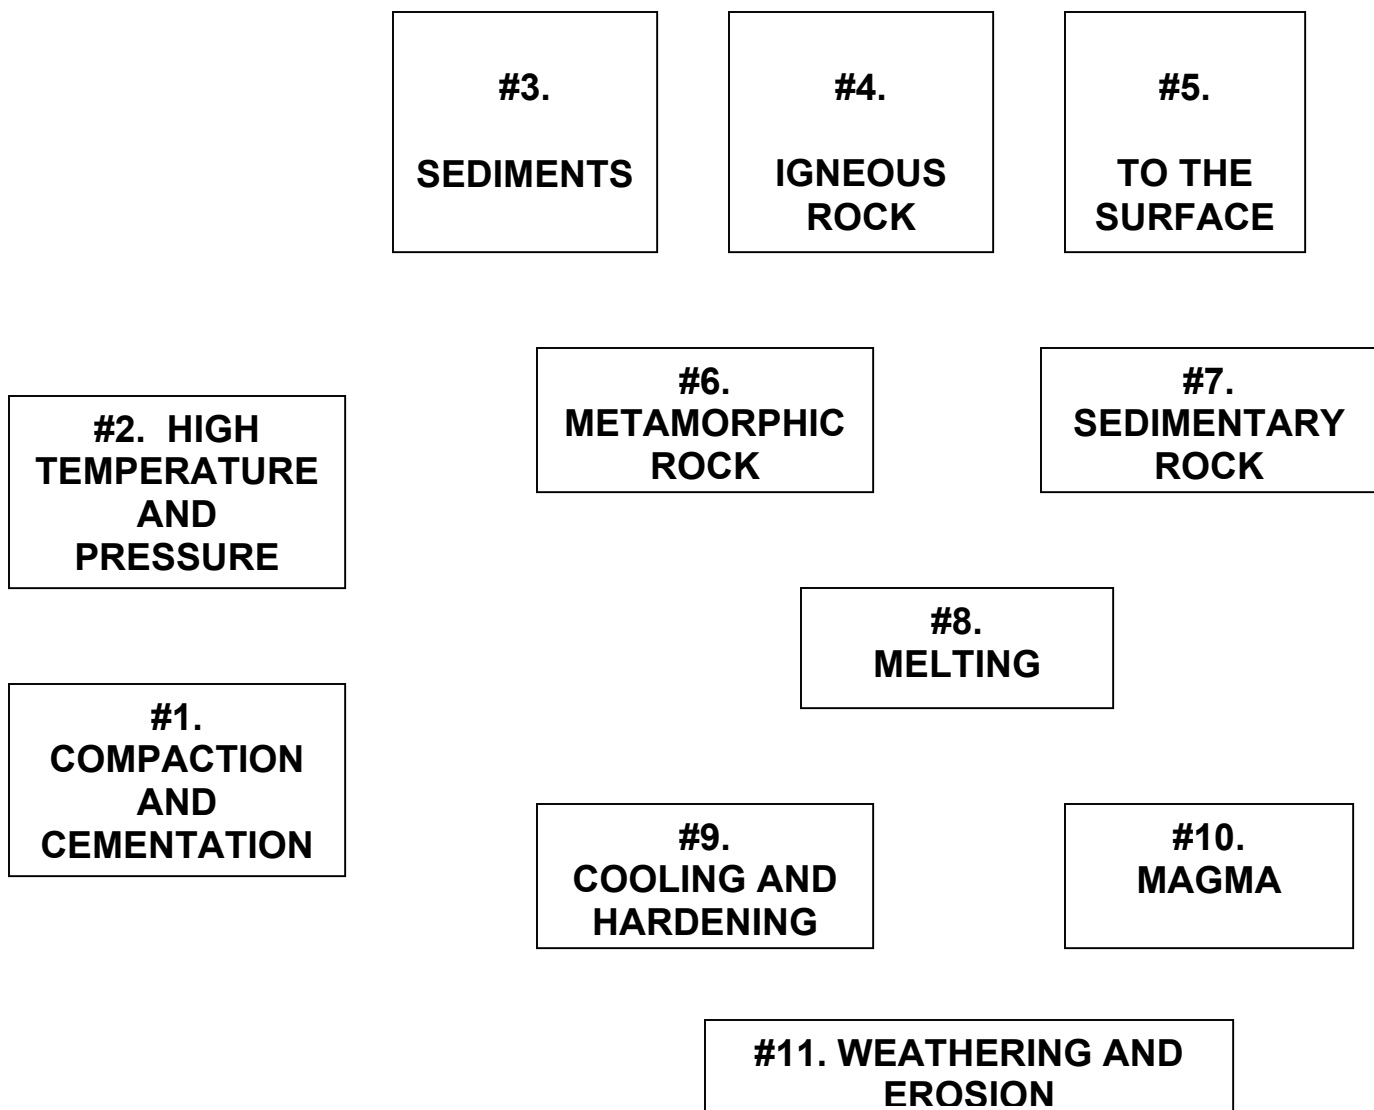 #3.
SEDIMENTS
#4.
IGNEOUS
ROCK
#5.
TO THE
SURFACE
#2. HIGH
TEMPERATURE
AND
PRESSURE
#6.
METAMORPHIC
ROCK
#7.
SEDIMENTARY
ROCK
#8.
MELTING
#1.
COMPACTION
AND
CEMENTATION
#9.
COOLING AND
HARDENING
#10.
MAGMA
#11. WEATHERING AND
EROSION